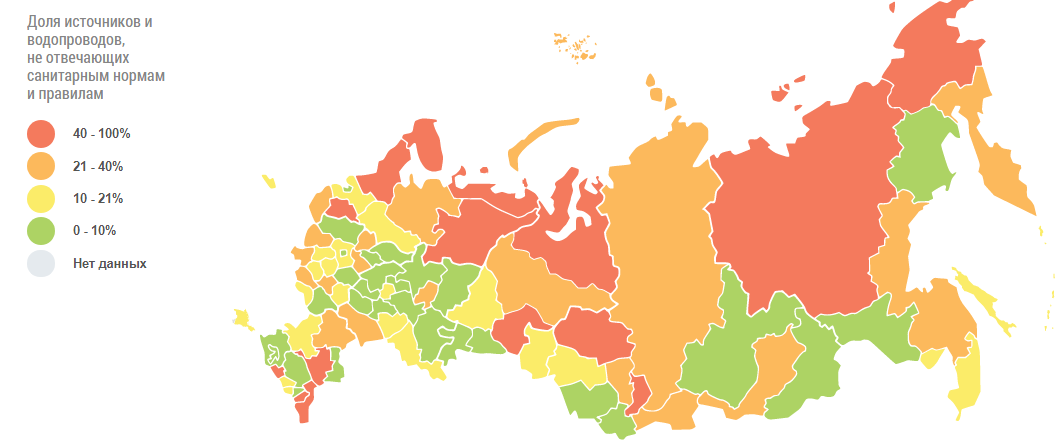 Доля источников и
водопроводов,
не отвечающих
санитарным нормам
и правилам
40 - 100%
21 - 40%
10 - 21%
0 - 10%
Нет данных